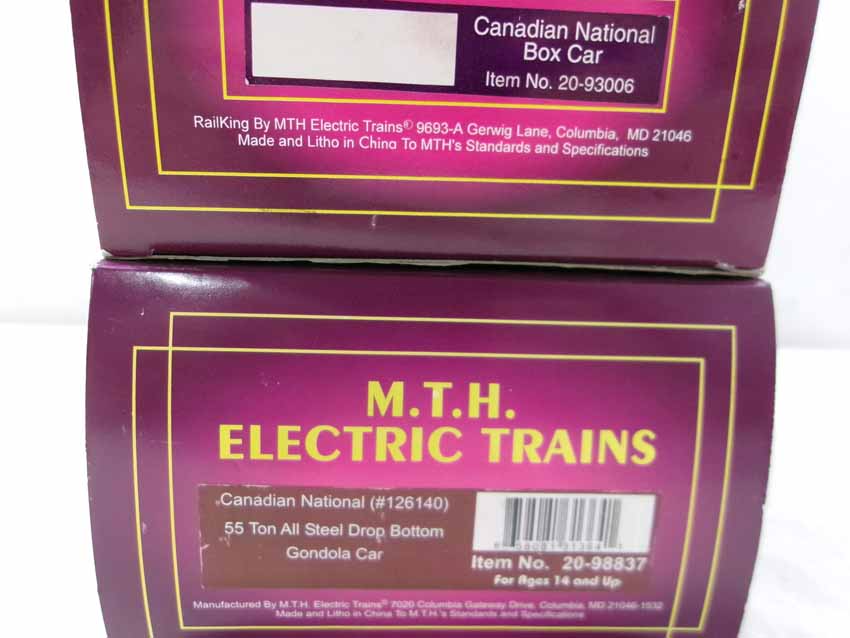 Canadian National
Box Car
Item No. 20-93006
RailKing By MTH Electric Trains® 9693-A Gerwig Lane, Columbia, MD 21046
Made and Litho in China To MTH's Standards and Specifications
M.T.H.
ELECTRIC TRAINS
Canadian National (#126140)
55 Ton All Steel Drop Bottom
Gondola Car
Item No. 20-98837
For Ages 14 and Up
Manufactured By M.T.H. Electric Trains® 7020 Columbia Gateway Drive, Columbia, MD 21046-1532
Made and Litho in China To M.T.H.'s Standards and Specifications